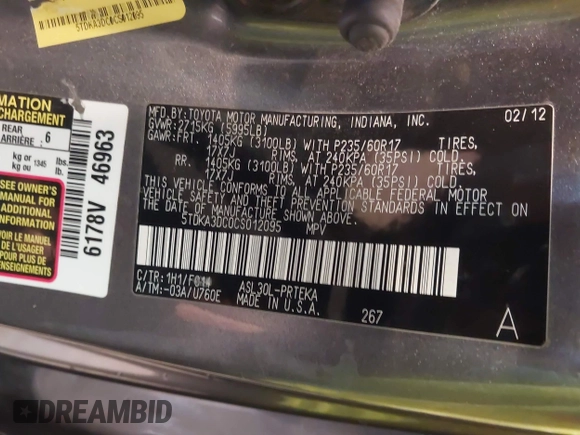 5TDKA3DC0CS012095
MATION
CHARGEMENT
REAR 6
ARRIÈRE
kg or 1345 lbs.
kg ou lb.
SEE OWNER'S
MANUAL FOR
ADDITIONAL
INFORMATION
VOIR LE MANUEL
DE L'USAGER
POUR PLUS DE
RENSEIGNEMENTS
6178V 46963
MFD. BY: TOYOTA MOTOR MANUFACTURING, INDIANA, INC. 02/12
GVWR: 2715KG (5995LB)
GAWR: FRT. 1405KG (3100LB) WITH P235/60R17 TIRES,
17X7J RIMS, AT 240KPA (35PSI) COLD.
RR. 1405KG (3100LB) WITH P235/60R17 TIRES,
17X7J RIMS, AT 240KPA (35PSI) COLD.
THIS VEHICLE CONFORMS TO ALL APPLICABLE FEDERAL MOTOR
VEHICLE SAFETY AND THEFT PREVENTION STANDARDS IN EFFECT ON
THE DATE OF MANUFACTURE SHOWN ABOVE.
5TDKA3DC0CS012095 MPV
C/TR: 1H1/FC14 ASL30L-PRTEKA
A/TM: -03A/U760E MADE IN U.S.A.
267 A
DREAMBID